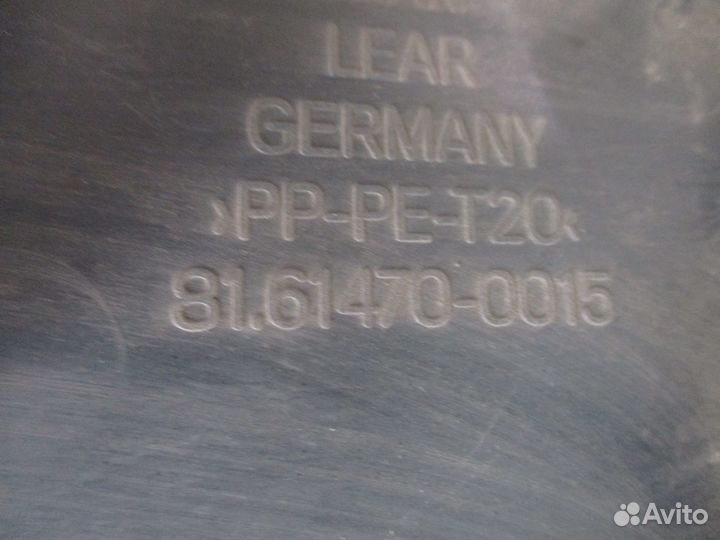 LEAR
GERMANY
>PP-PE-T20<
81.61470-0015
Avito